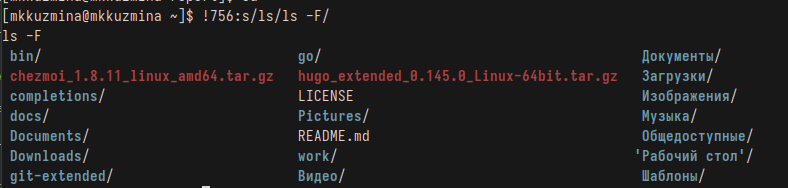 [mkkuzmina@mkkuzmina ~]$ !756:s/ls/ls -F/
ls -F
bin/ go/ Документы/
chezmoi_1.8.11_linux_amd64.tar.gz hugo_extended_0.145.0_Linux-64bit.tar.gz Загрузки/
completions/ LICENSE Изображения/
docs/ Pictures/ Музыка/
Documents/ README.md Общедоступные/
Downloads/ work/ 'Рабочий стол'/
git-extended/ Видео/ Шаблоны/